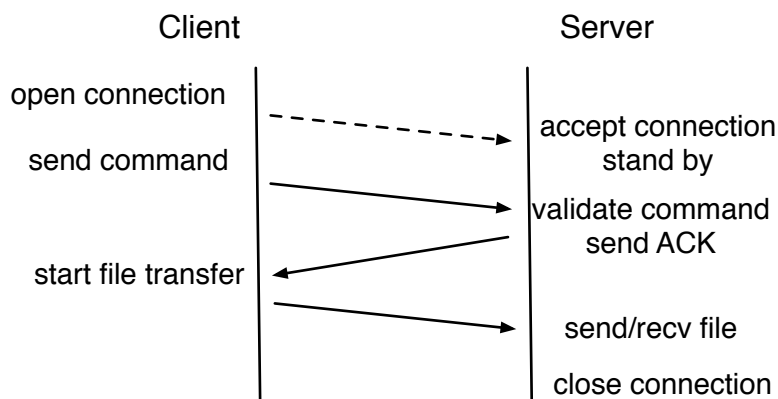 Client
Server
open connection
accept connection
stand by
send command
validate command
send ACK
start file transfer
send/recv file
close connection